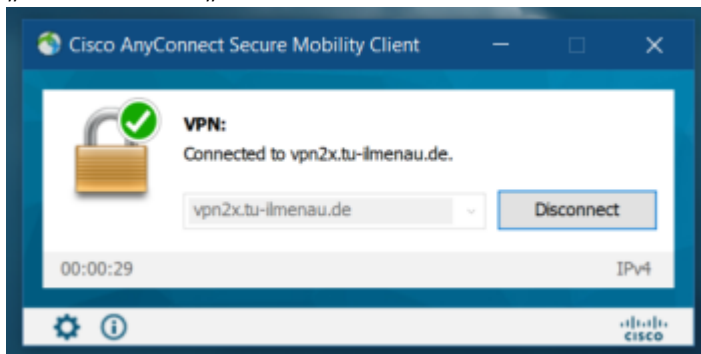 Cisco AnyConnect Secure Mobility Client
VPN:
Connected to vpn2x.tu-ilmenau.de.
vpn2x.tu-ilmenau.de
Disconnect
00:00:29
IPv4
cisco